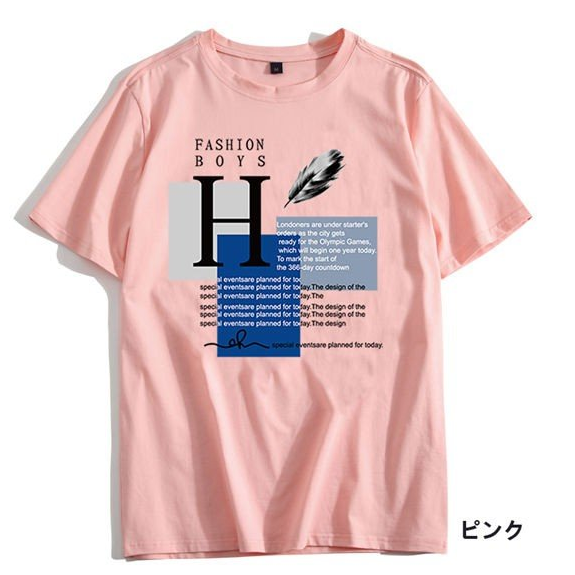 FASHION
BOYS
H
Londoners are under starter's
orders as the city gets
ready for the Olympic Games,
which will begin one year today.
To mark the start of
the 366-day countdown
special eventsare planned for today
special eventsare planned for today.The design of the
special eventsare planned for today.The
special eventsare planned for today.The design of the
special eventsare planned for today.The design of the
special eventsare planned for today.The design
special eventsare planned for today.
ピンク